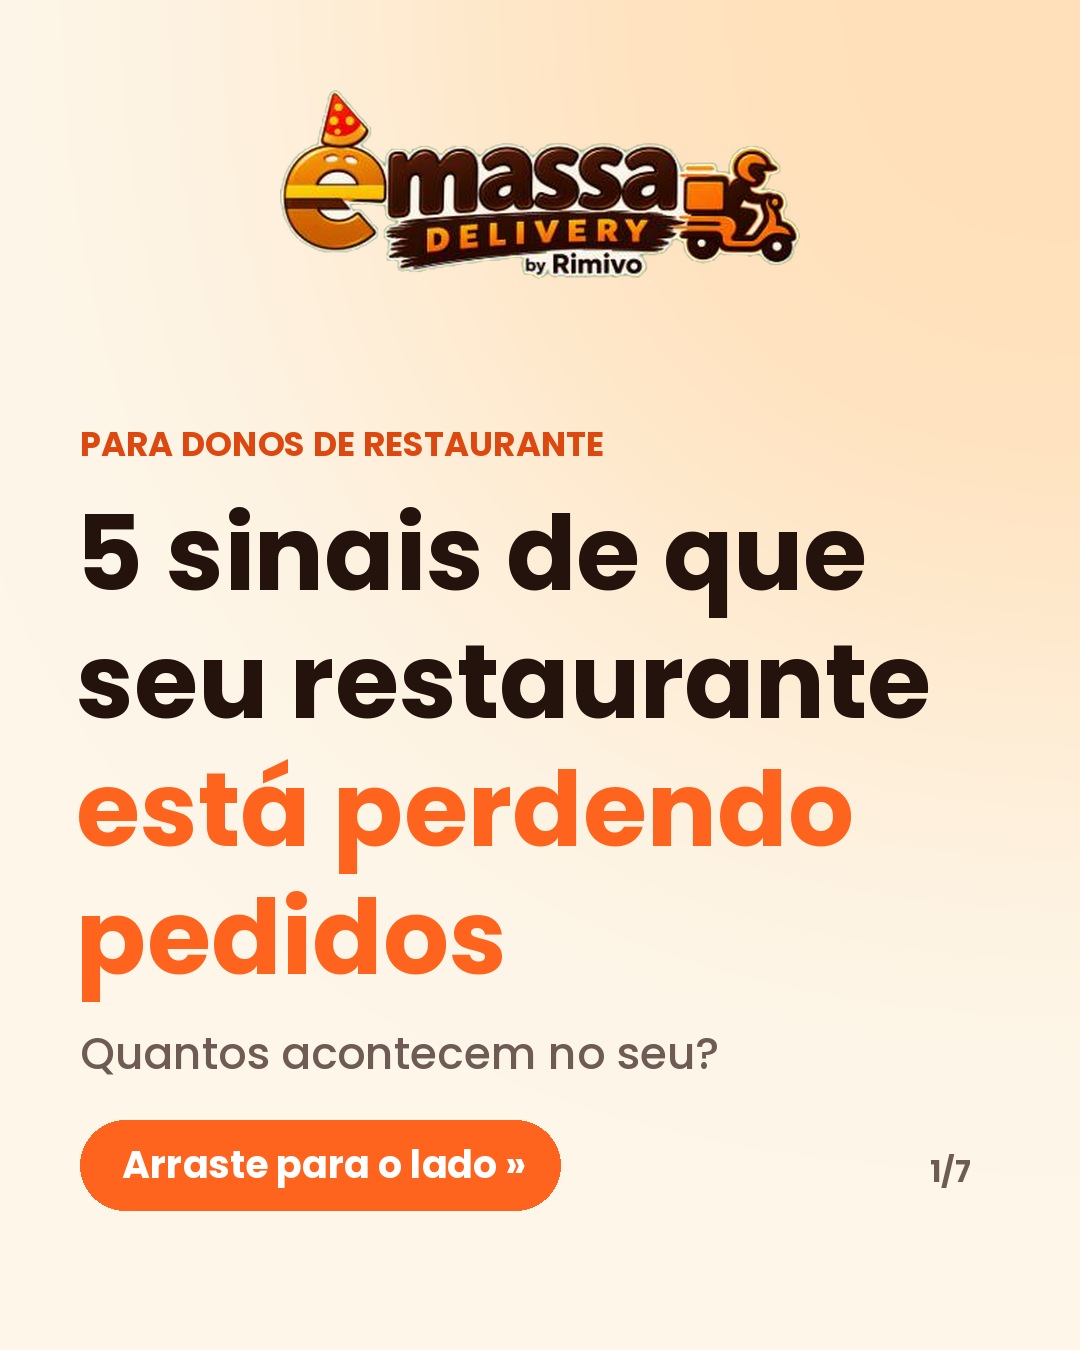 êmassa
DELIVERY
by Rimivo
PARA DONOS DE RESTAURANTE
5 sinais de que
seu restaurante
está perdendo
pedidos
Quantos acontecem no seu?
Arraste para o lado »
1/7